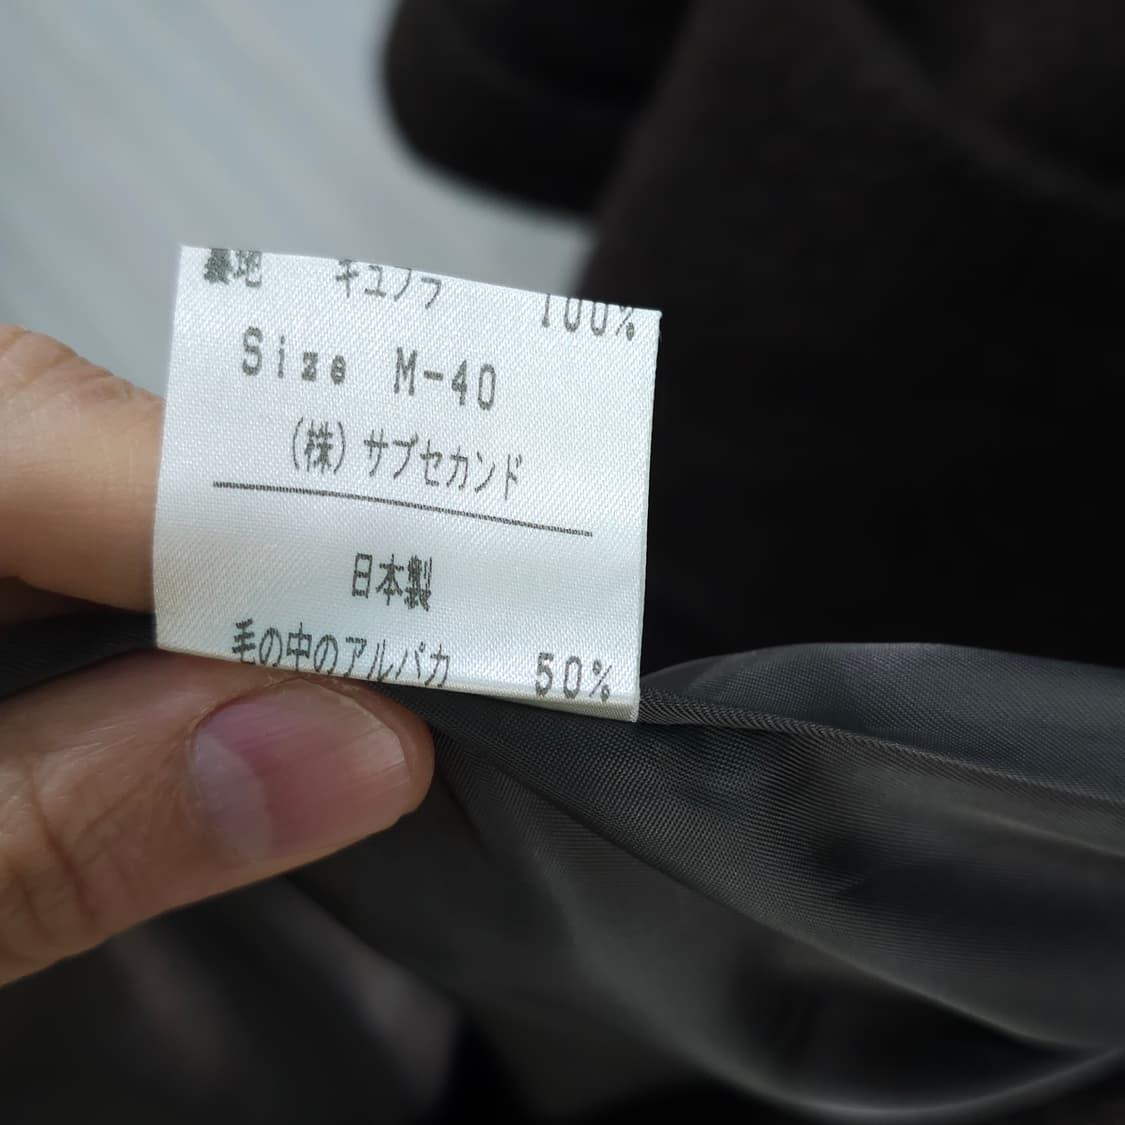 裏地 キュプラ 100%
Size M-40
(株) サブセカンド
日本製
毛の中のアルパカ 50%